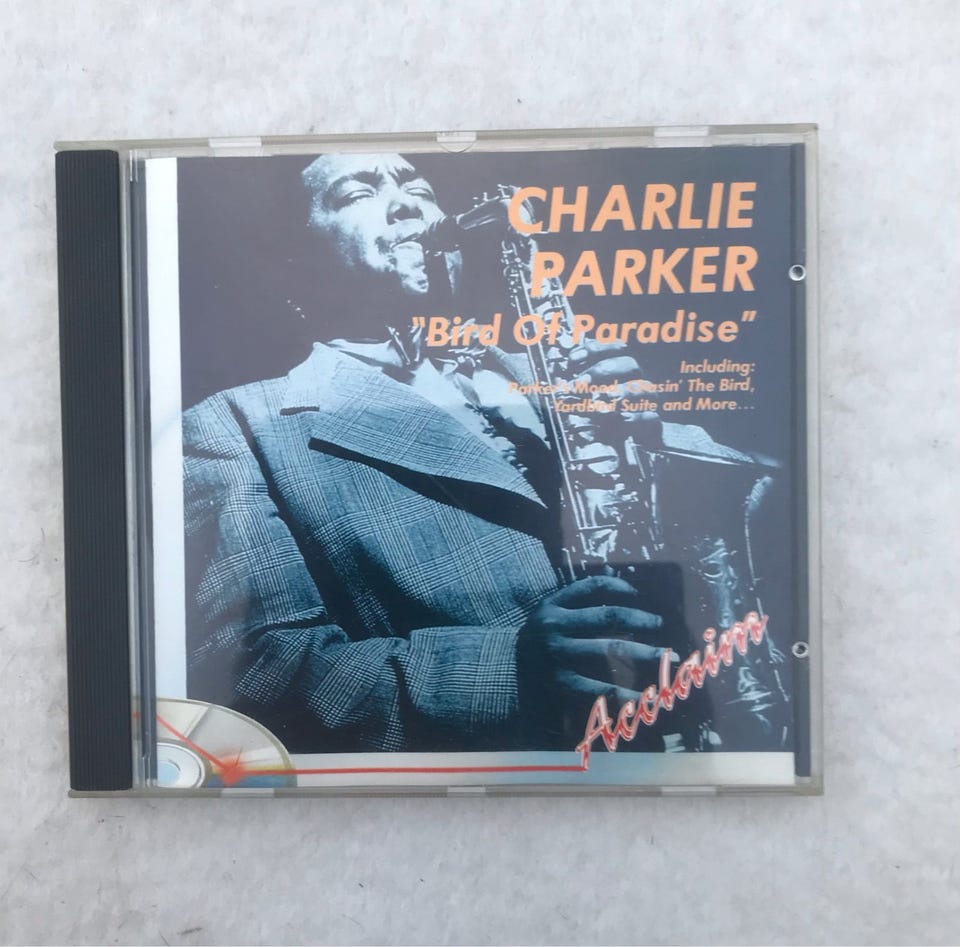 CHARLIE
PARKER
"Bird Of Paradise"
Including:
Parker's Mood, Chasin' The Bird,
Yardbird Suite and More...
Acclaim